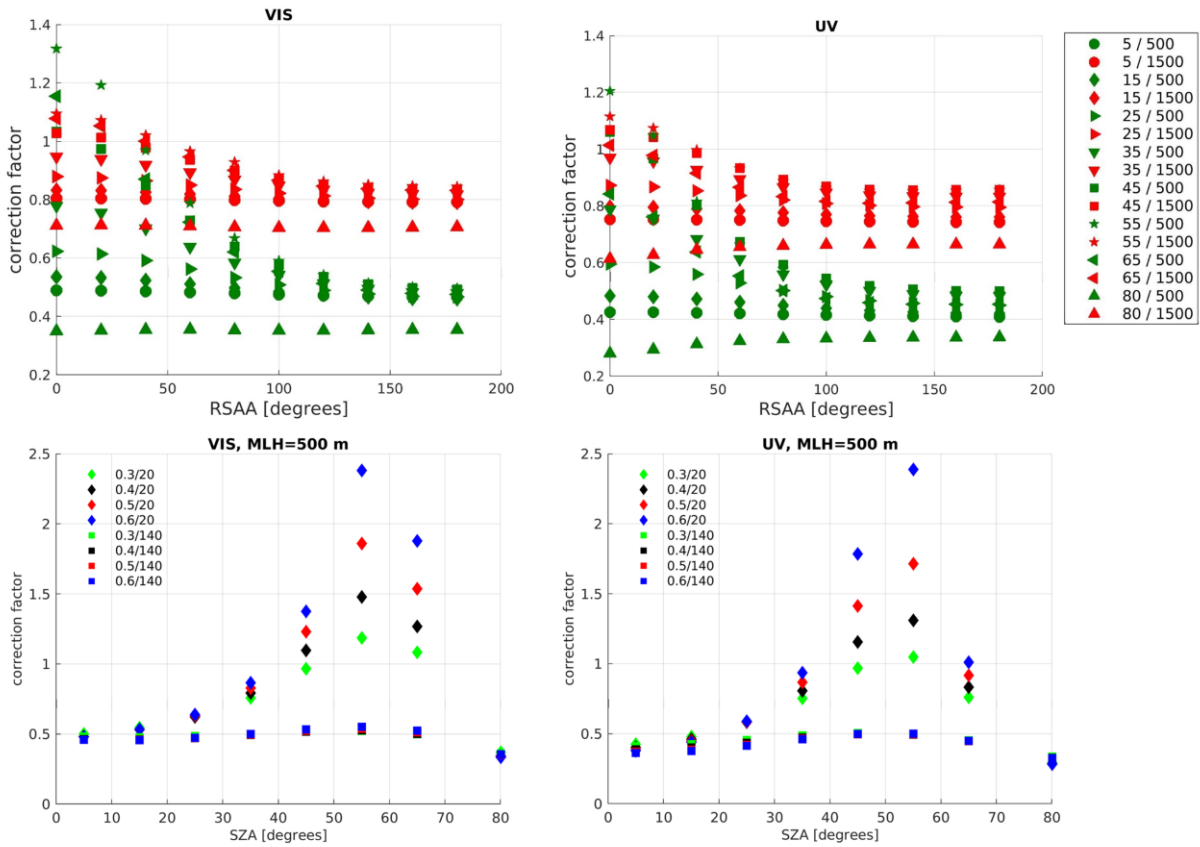 VIS
correction factor
1.4
1.2
1
0.8
0.6
0.4
0.2
0
50
100
150
200
RSAA [degrees]
UV
correction factor
1.4
1.2
1
0.8
0.6
0.4
0.2
0
50
100
150
200
RSAA [degrees]
5 / 500
5 / 1500
15 / 500
15 / 1500
25 / 500
25 / 1500
35 / 500
35 / 1500
45 / 500
45 / 1500
55 / 500
55 / 1500
65 / 500
65 / 1500
80 / 500
80 / 1500
VIS, MLH=500 m
correction factor
2.5
2
1.5
1
0.5
0
0.3/20
0.4/20
0.5/20
0.6/20
0.3/140
0.4/140
0.5/140
0.6/140
0
10
20
30
40
50
60
70
80
SZA [degrees]
UV, MLH=500 m
correction factor
2.5
2
1.5
1
0.5
0
0.3/20
0.4/20
0.5/20
0.6/20
0.3/140
0.4/140
0.5/140
0.6/140
0
10
20
30
40
50
60
70
80
SZA [degrees]